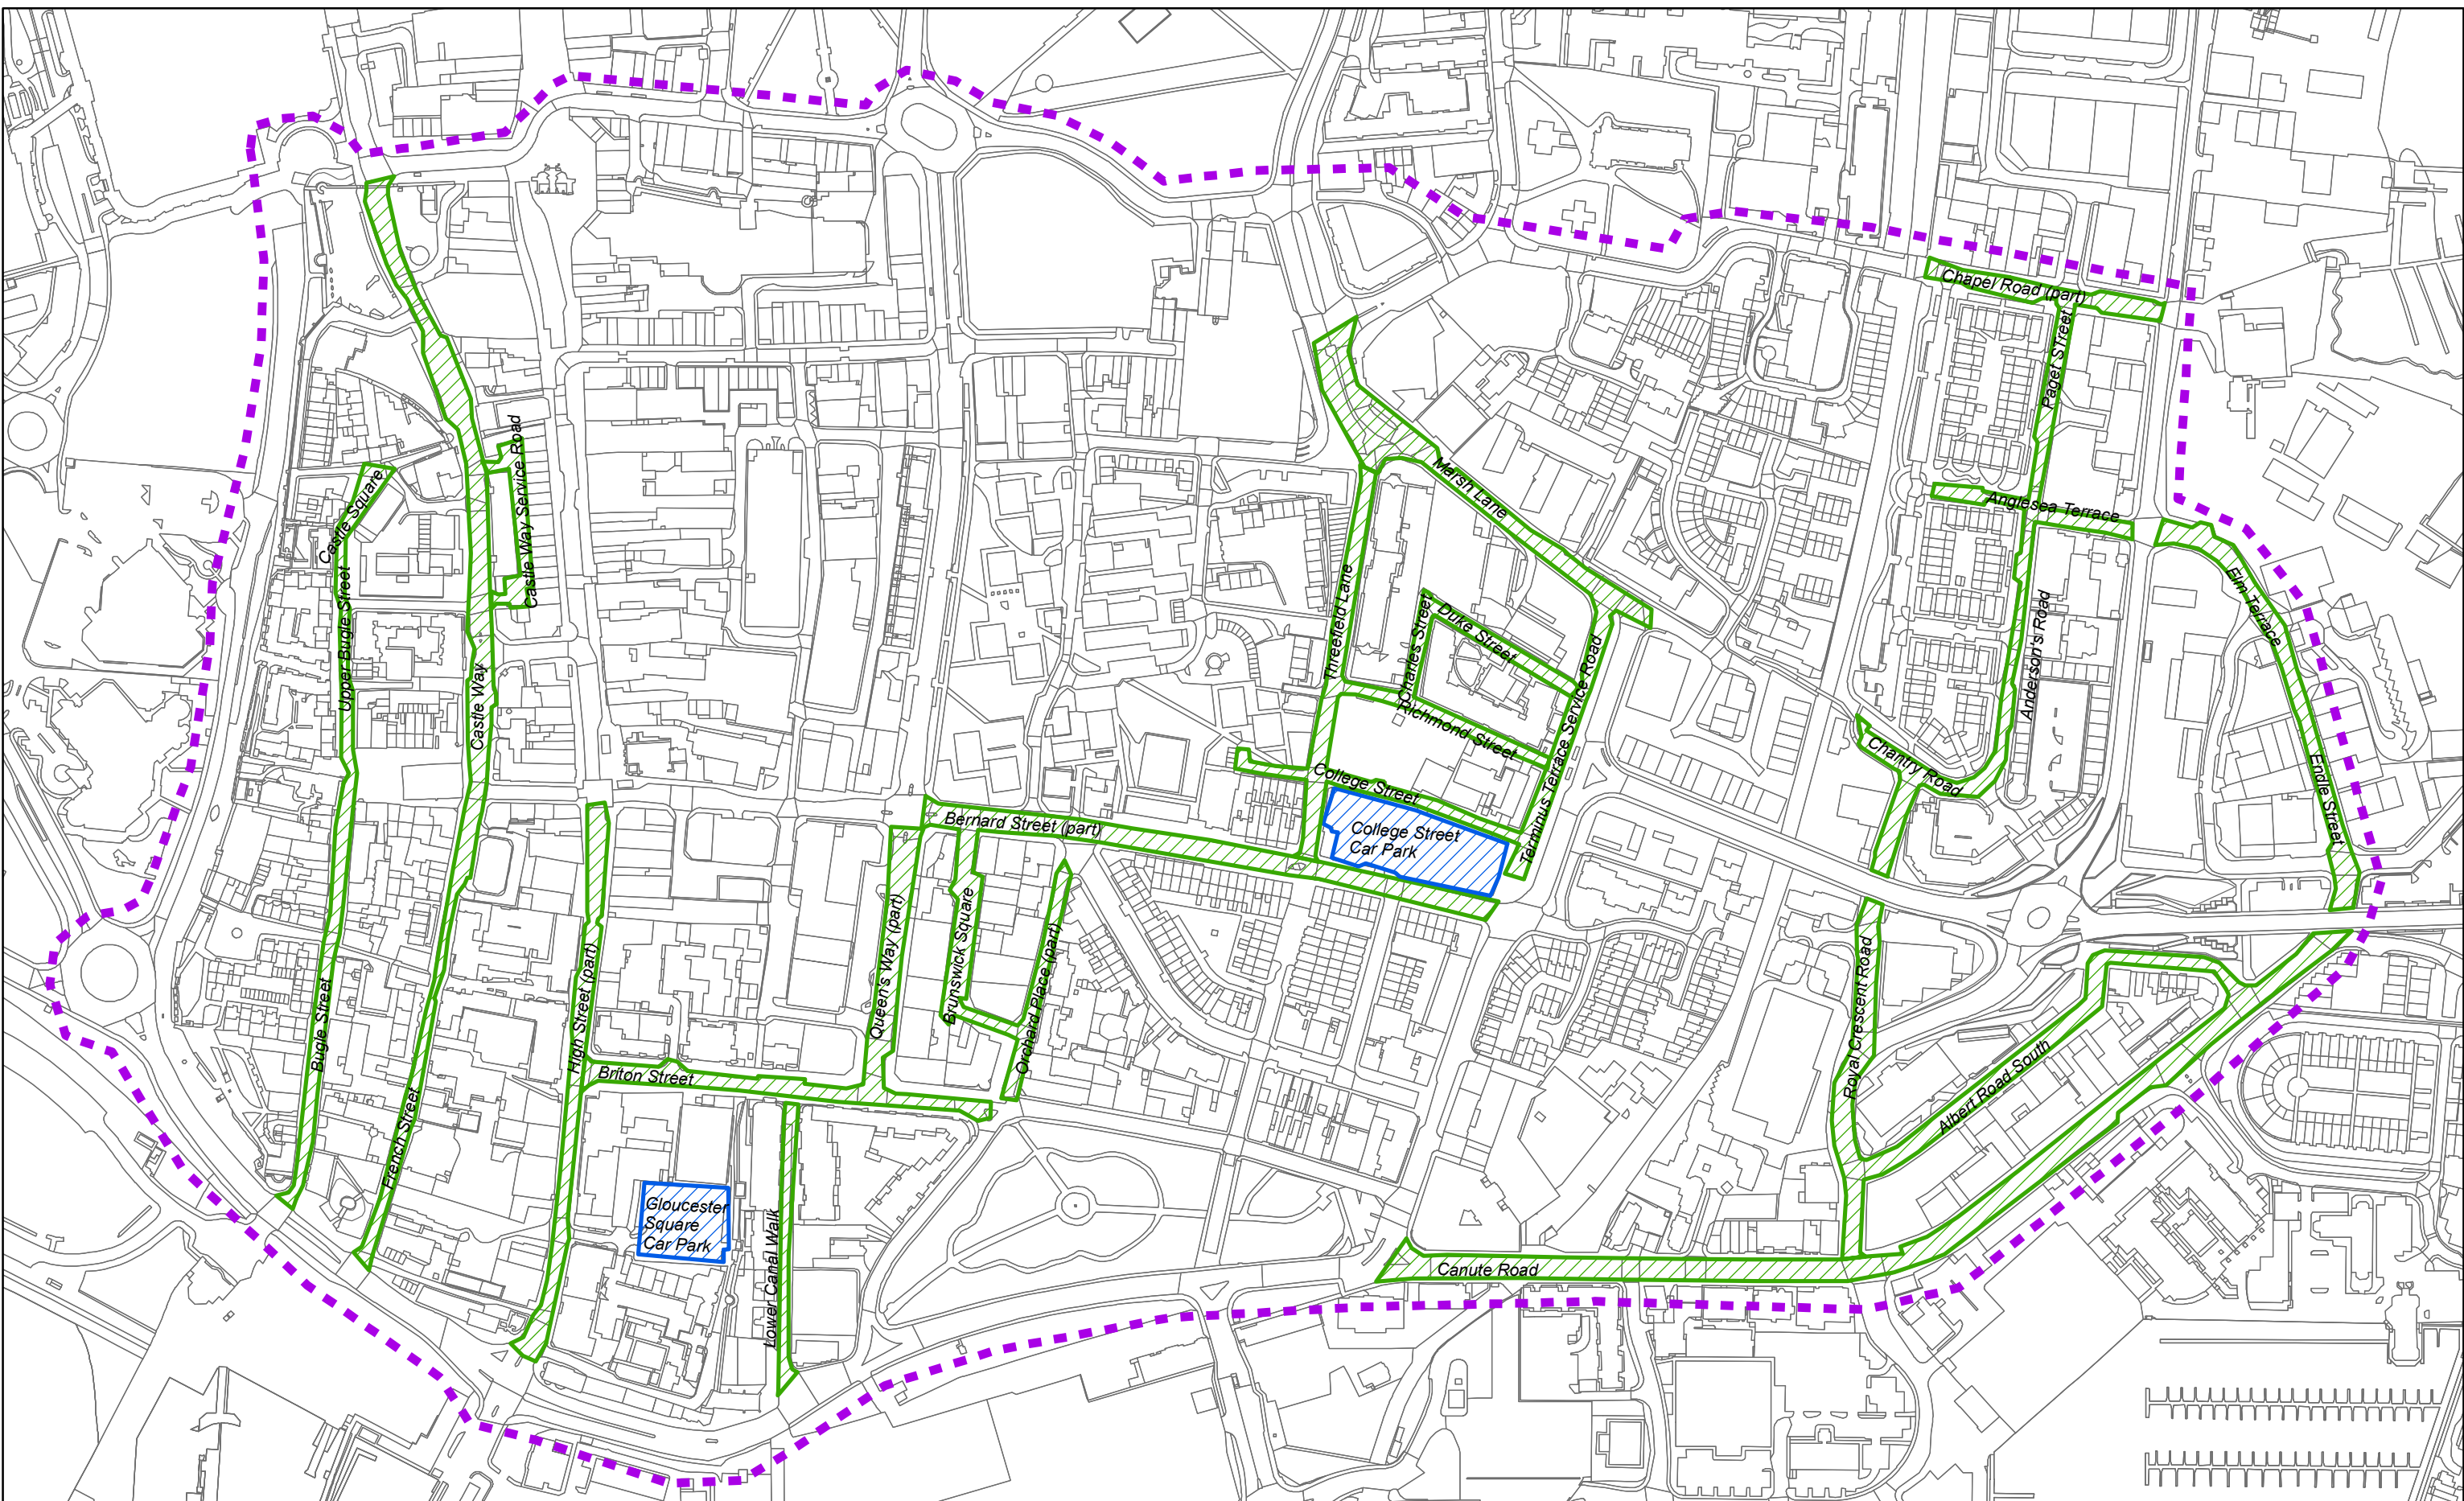 Chapel Road (part)
Paget STreet
Marsh Lane
Castle Way Service Road
Castle Square
Anglesea Terrace
Elm Terrace
Upper Bugle Street
Threefield Lane
Charles Street
Duke Street
Anderson's Road
Castle Way
Richmond Street
Terminus Terrace Service Road
Chantry Road
Endle Street
College Street
Bernard Street (part)
College Street
Car Park
Queen's Way (part)
Brunswick Square
Orchard Place (part)
Royal Crescent Road
High Street (part)
Bugle Street
Briton Street
Albert Road South
French Street
Gloucester
Square
Car Park
Lower Canal Walk
Canute Road